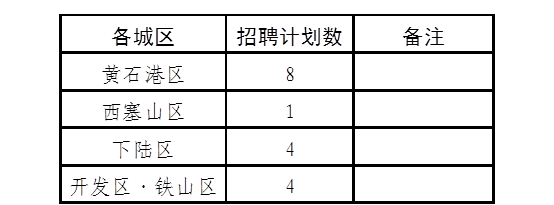 各城区 招聘计划数 备注
黄石港区 8
西塞山区 1
下陆区 4
开发区·铁山区 4